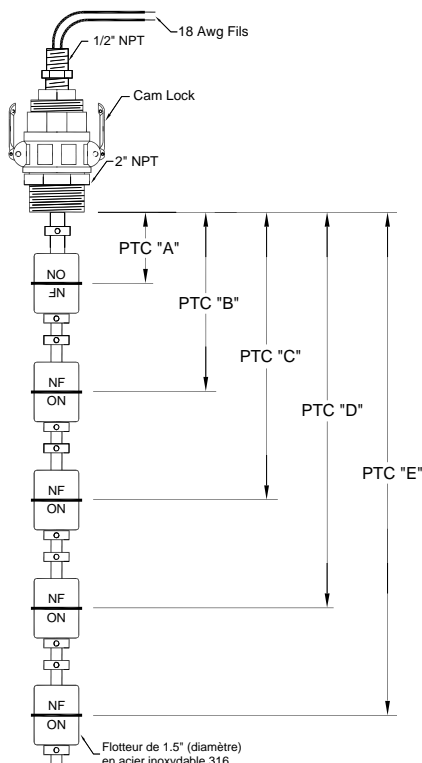 18 Awg Fils
1/2" NPT
Cam Lock
2" NPT
PTC "A"
ON
NF
PTC "B"
PTC "C"
NF
ON
PTC "D"
PTC "E"
NF
ON
NF
ON
NF
ON
Flotteur de 1.5" (diamètre)
en acier inoxydable 316